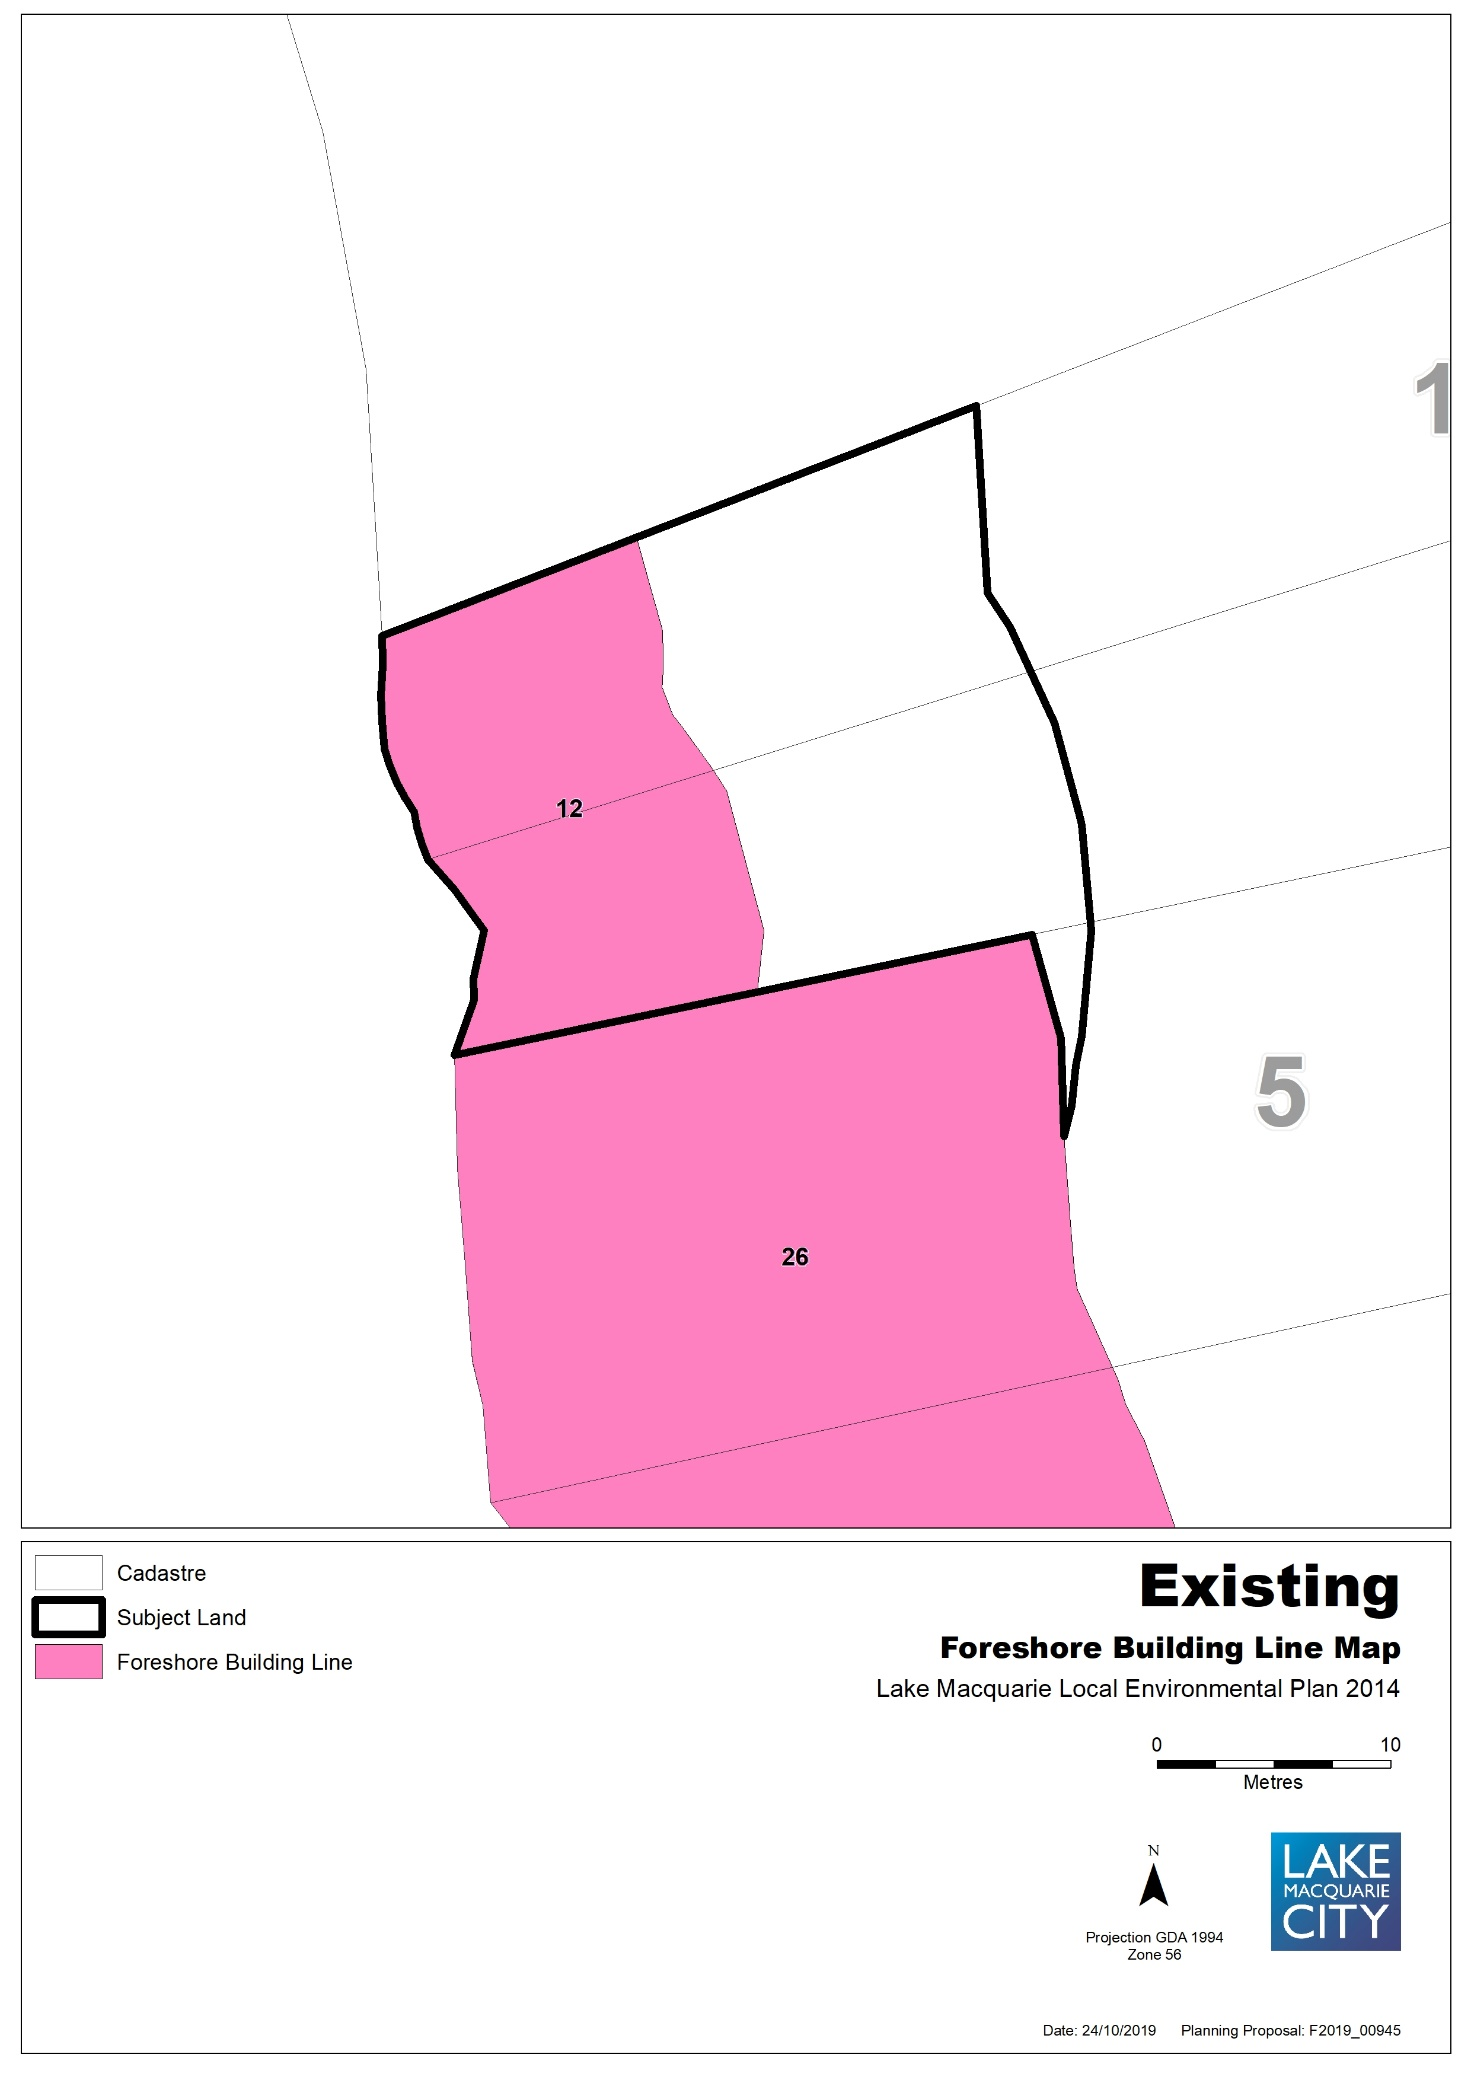 1
12
5
26
Cadastre
Subject Land
Foreshore Building Line
Existing
Foreshore Building Line Map
Lake Macquarie Local Environmental Plan 2014
0 10
Metres
N
Projection GDA 1994
Zone 56
LAKE
MACQUARIE
CITY
Date: 24/10/2019 Planning Proposal: F2019_00945